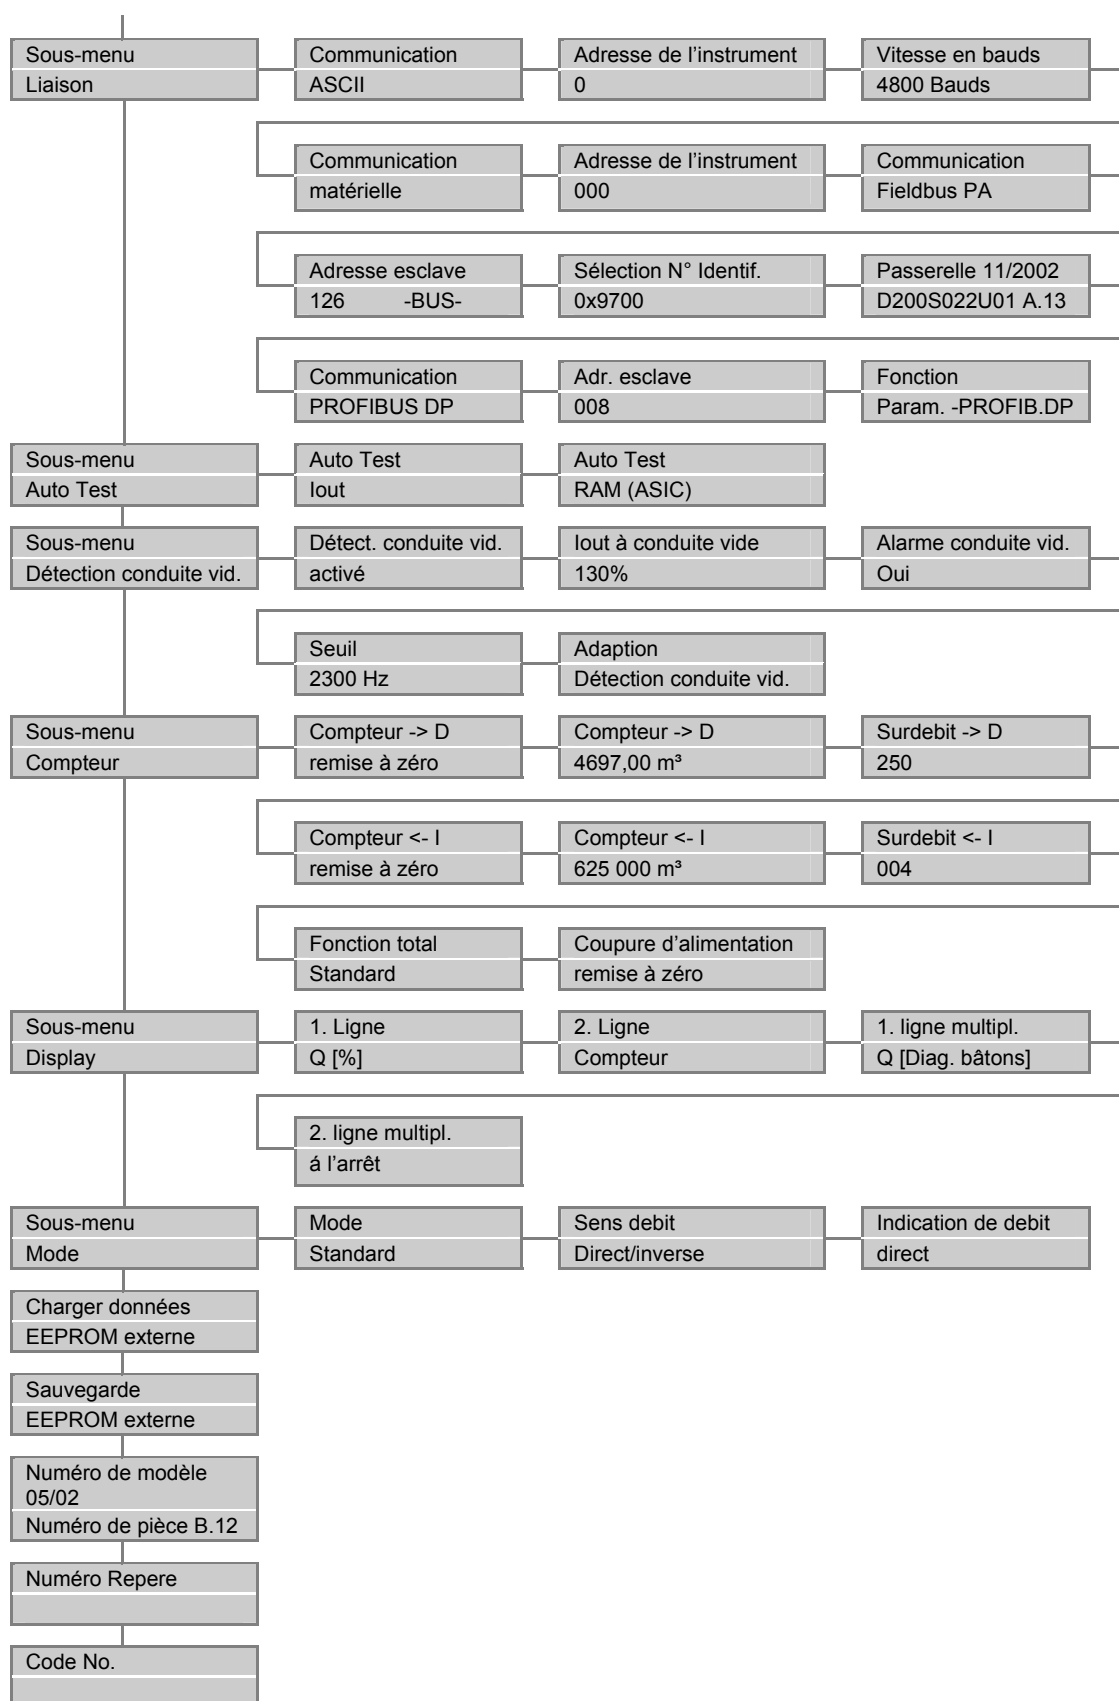 Sous-menu
Liaison
Communication
ASCII
Adresse de l’instrument
0
Vitesse en bauds
4800 Bauds
Communication
matérielle
Adresse de l’instrument
000
Communication
Fieldbus PA
Adresse esclave
126 -BUS-
Sélection N° Identif.
0x9700
Passerelle 11/2002
D200S022U01 A.13
Communication
PROFIBUS DP
Adr. esclave
008
Fonction
Param. -PROFIB.DP
Sous-menu
Auto Test
Auto Test
Iout
Auto Test
RAM (ASIC)
Sous-menu
Détection conduite vid.
Détect. conduite vid.
activé
Iout à conduite vide
130%
Alarme conduite vid.
Oui
Seuil
2300 Hz
Adaption
Détection conduite vid.
Sous-menu
Compteur
Compteur -> D
remise à zéro
Compteur -> D
4697,00 m³
Surdebit -> D
250
Compteur <- I
remise à zéro
Compteur <- I
625 000 m³
Surdebit <- I
004
Fonction total
Standard
Coupure d’alimentation
remise à zéro
Sous-menu
Display
1. Ligne
Q [%]
2. Ligne
Compteur
1. ligne multipl.
Q [Diag. bâtons]
2. ligne multipl.
á l’arrêt
Sous-menu
Mode
Mode
Standard
Sens debit
Direct/inverse
Indication de debit
direct
Charger données
EEPROM externe
Sauvegarde
EEPROM externe
Numéro de modèle
05/02
Numéro de pièce B.12
Numéro Repere
Code No.